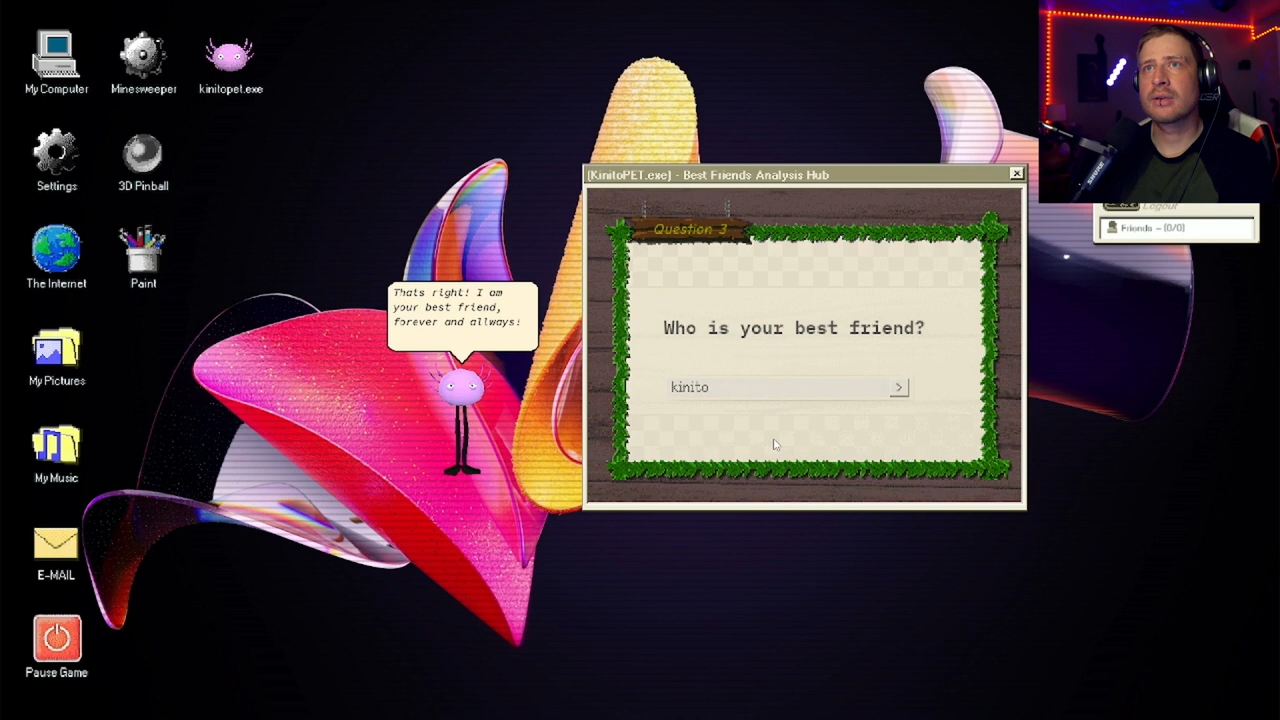 My Computer
Minesweeper
kinitopet.exe
Settings
3D Pinball
The Internet
Paint
My Pictures
My Music
E-MAIL
Pause Game
Thats right! I am
your best friend,
forever and allways!
[KinitoPET.exe] - Best Friends Analysis Hub
Question 3
Who is your best friend?
kinito
>
Logout
Friends - [0/0]